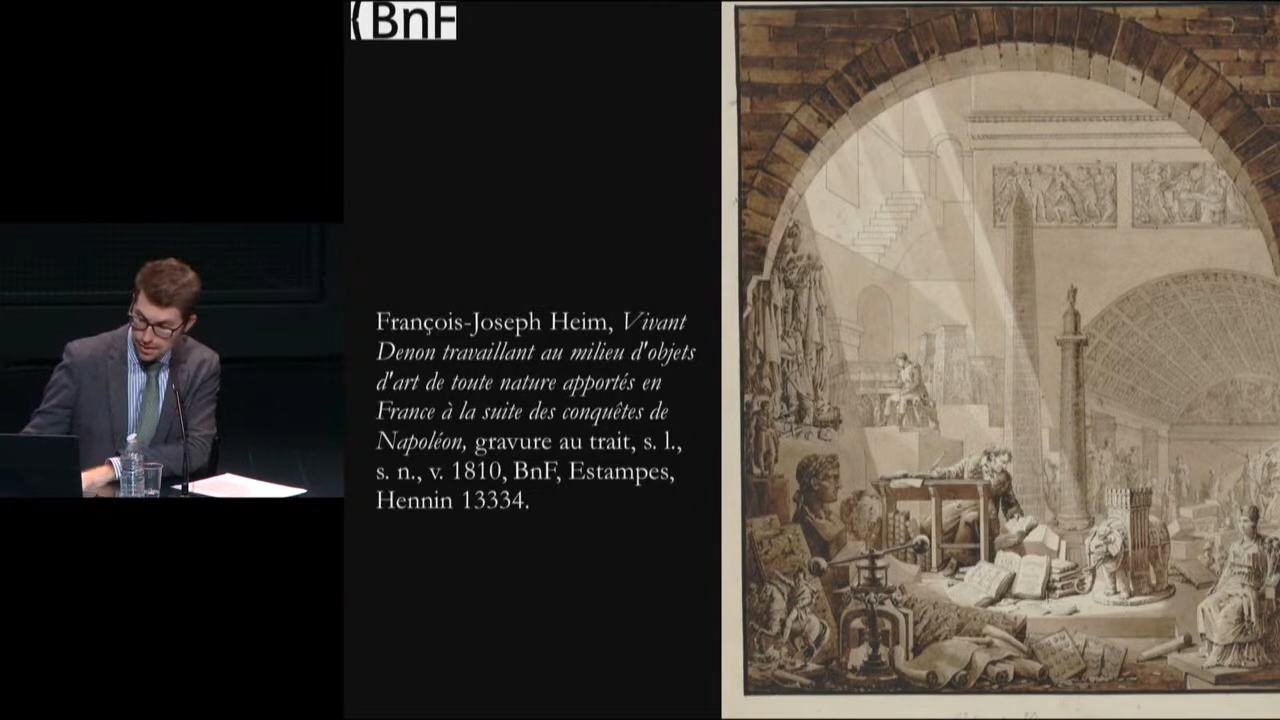 BnF
François-Joseph Heim, Vivant
Denon travaillant au milieu d'objets
d'art de toute nature apportés en
France à la suite des conquêtes de
Napoléon, gravure au trait, s. l.,
s. n., v. 1810, BnF, Estampes,
Hennin 13334.